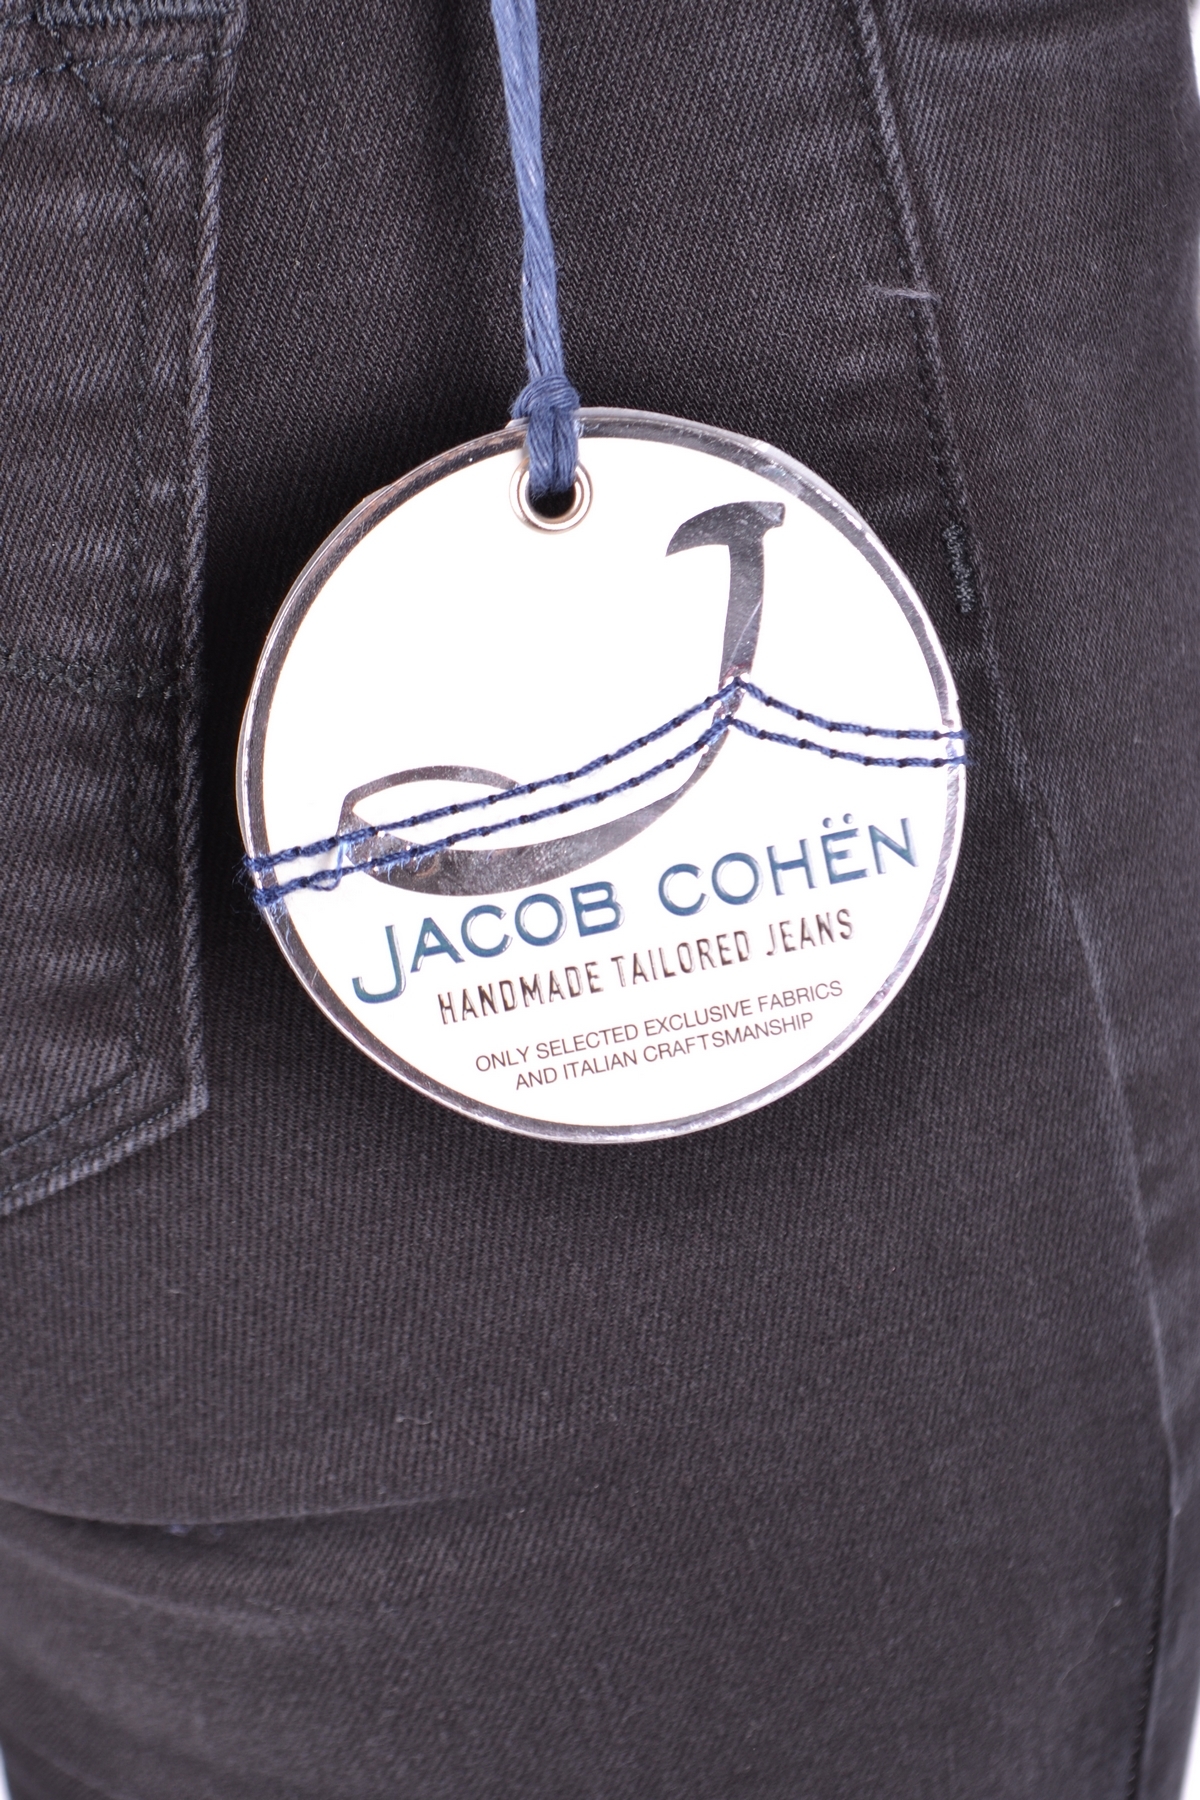 JACOB COHËN
HANDMADE TAILORED JEANS
ONLY SELECTED EXCLUSIVE FABRICS
AND ITALIAN CRAFTSMANSHIP